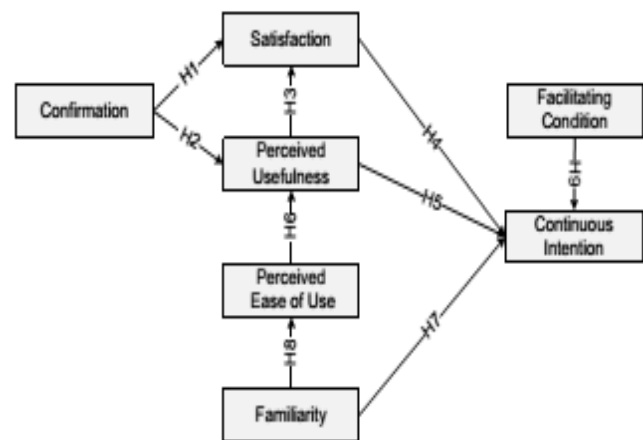 Satisfaction
H1
Confirmation
H3
Facilitating
Condition
H2
H4
Perceived
Usefulness
H5
H9
H6
Continuous
Intention
Perceived
Ease of Use
H8
H7
Familiarity